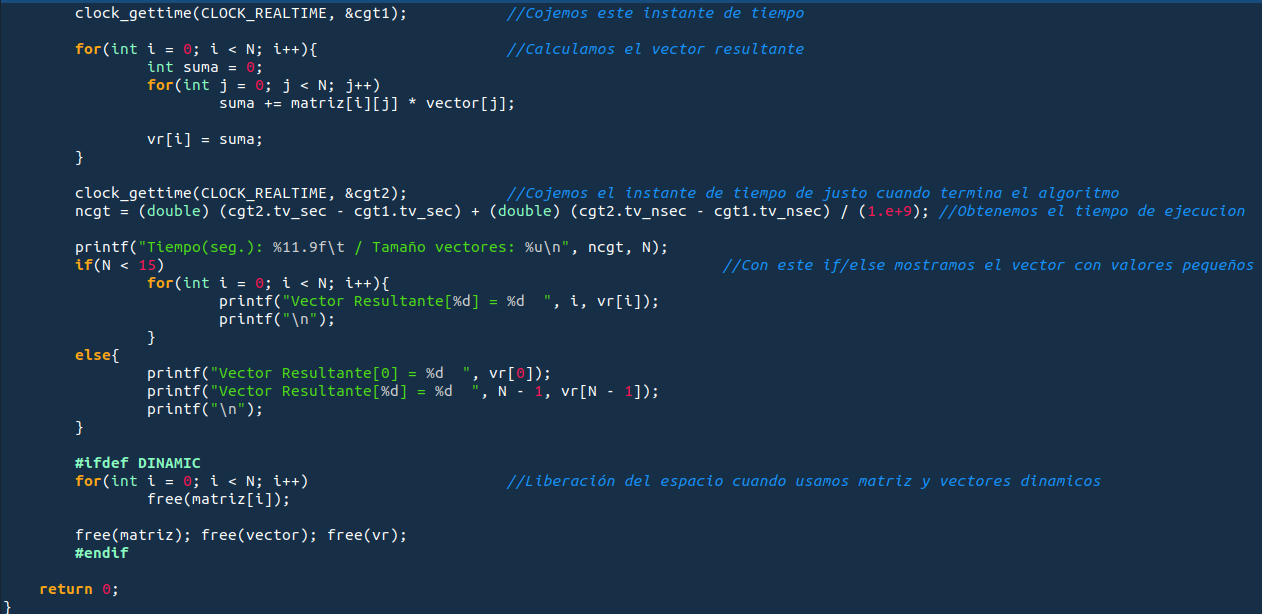 clock_gettime(CLOCK_REALTIME, &cgt1); //Cojemos este instante de tiempo
for(int i = 0; i < N; i++){ //Calculamos el vector resultante
int suma = 0;
for(int j = 0; j < N; j++)
suma += matriz[i][j] * vector[j];
vr[i] = suma;
}
clock_gettime(CLOCK_REALTIME, &cgt2); //Cojemos el instante de tiempo de justo cuando termina el algoritmo
ncgt = (double) (cgt2.tv_sec - cgt1.tv_sec) + (double) (cgt2.tv_nsec - cgt1.tv_nsec) / (1.e+9); //Obtenemos el tiempo de ejecucion
printf("Tiempo(seg.): %11.9f\t / Tamaño vectores: %u\n", ncgt, N);
if(N < 15) //Con este if/else mostramos el vector con valores pequeños
for(int i = 0; i < N; i++){
printf("Vector Resultante[%d] = %d  ", i, vr[i]);
printf("\n");
}
else{
printf("Vector Resultante[0] = %d  ", vr[0]);
printf("Vector Resultante[%d] = %d  ", N - 1, vr[N - 1]);
printf("\n");
}
#ifdef DINAMIC
for(int i = 0; i < N; i++) //Liberación del espacio cuando usamos matriz y vectores dinamicos
free(matriz[i]);
free(matriz); free(vector); free(vr);
#endif
return 0;
}